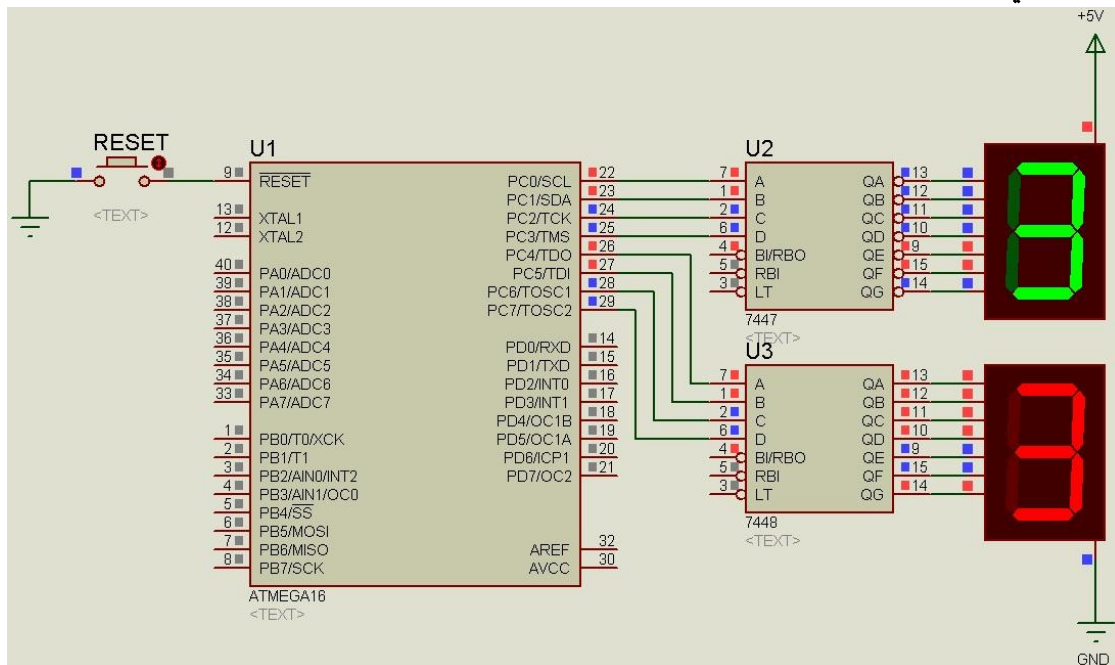 +5V
RESET
<TEXT>
U1
9 RESET
13 XTAL1
12 XTAL2
40 PA0/ADC0
39 PA1/ADC1
38 PA2/ADC2
37 PA3/ADC3
36 PA4/ADC4
35 PA5/ADC5
34 PA6/ADC6
33 PA7/ADC7
1 PB0/T0/XCK
2 PB1/T1
3 PB2/AIN0/INT2
4 PB3/AIN1/OC0
5 PB4/SS
6 PB5/MOSI
7 PB6/MISO
8 PB7/SCK
PC0/SCL 22
PC1/SDA 23
PC2/TCK 24
PC3/TMS 25
PC4/TDO 26
PC5/TDI 27
PC6/TOSC1 28
PC7/TOSC2 29
PD0/RXD 14
PD1/TXD 15
PD2/INT0 16
PD3/INT1 17
PD4/OC1B 18
PD5/OC1A 19
PD6/ICP1 20
PD7/OC2 21
AREF 32
AVCC 30
ATMEGA16
<TEXT>
U2
7 A QA 13
1 B QB 12
2 C QC 11
6 D QD 10
4 BI/RBO QE 9
5 RBI QF 15
3 LT QG 14
7447
<TEXT>
3
U3
7 A QA 13
1 B QB 12
2 C QC 11
6 D QD 10
4 BI/RBO QE 9
5 RBI QF 15
3 LT QG 14
7448
<TEXT>
3
GND